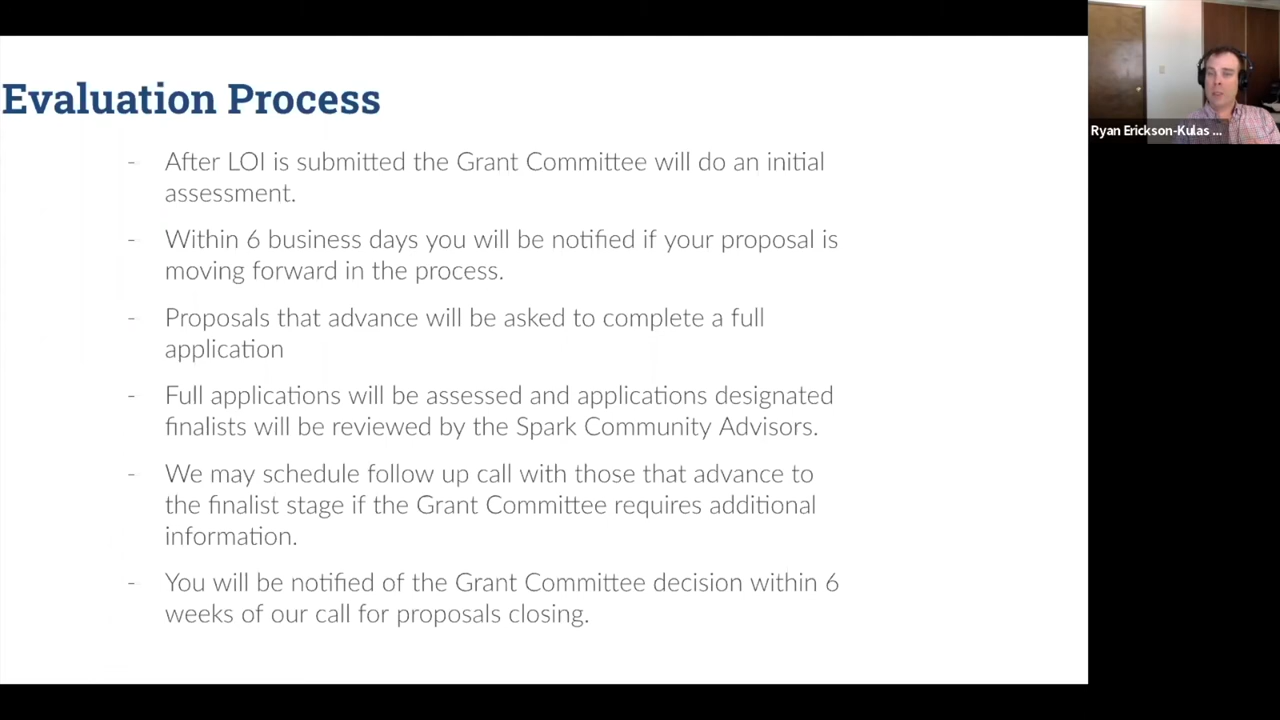 Evaluation Process
- After LOI is submitted the Grant Committee will do an initial
assessment.
- Within 6 business days you will be notified if your proposal is
moving forward in the process.
- Proposals that advance will be asked to complete a full
application
- Full applications will be assessed and applications designated
finalists will be reviewed by the Spark Community Advisors.
- We may schedule follow up call with those that advance to
the finalist stage if the Grant Committee requires additional
information.
- You will be notified of the Grant Committee decision within 6
weeks of our call for proposals closing.
Ryan Erickson-Kulas ...